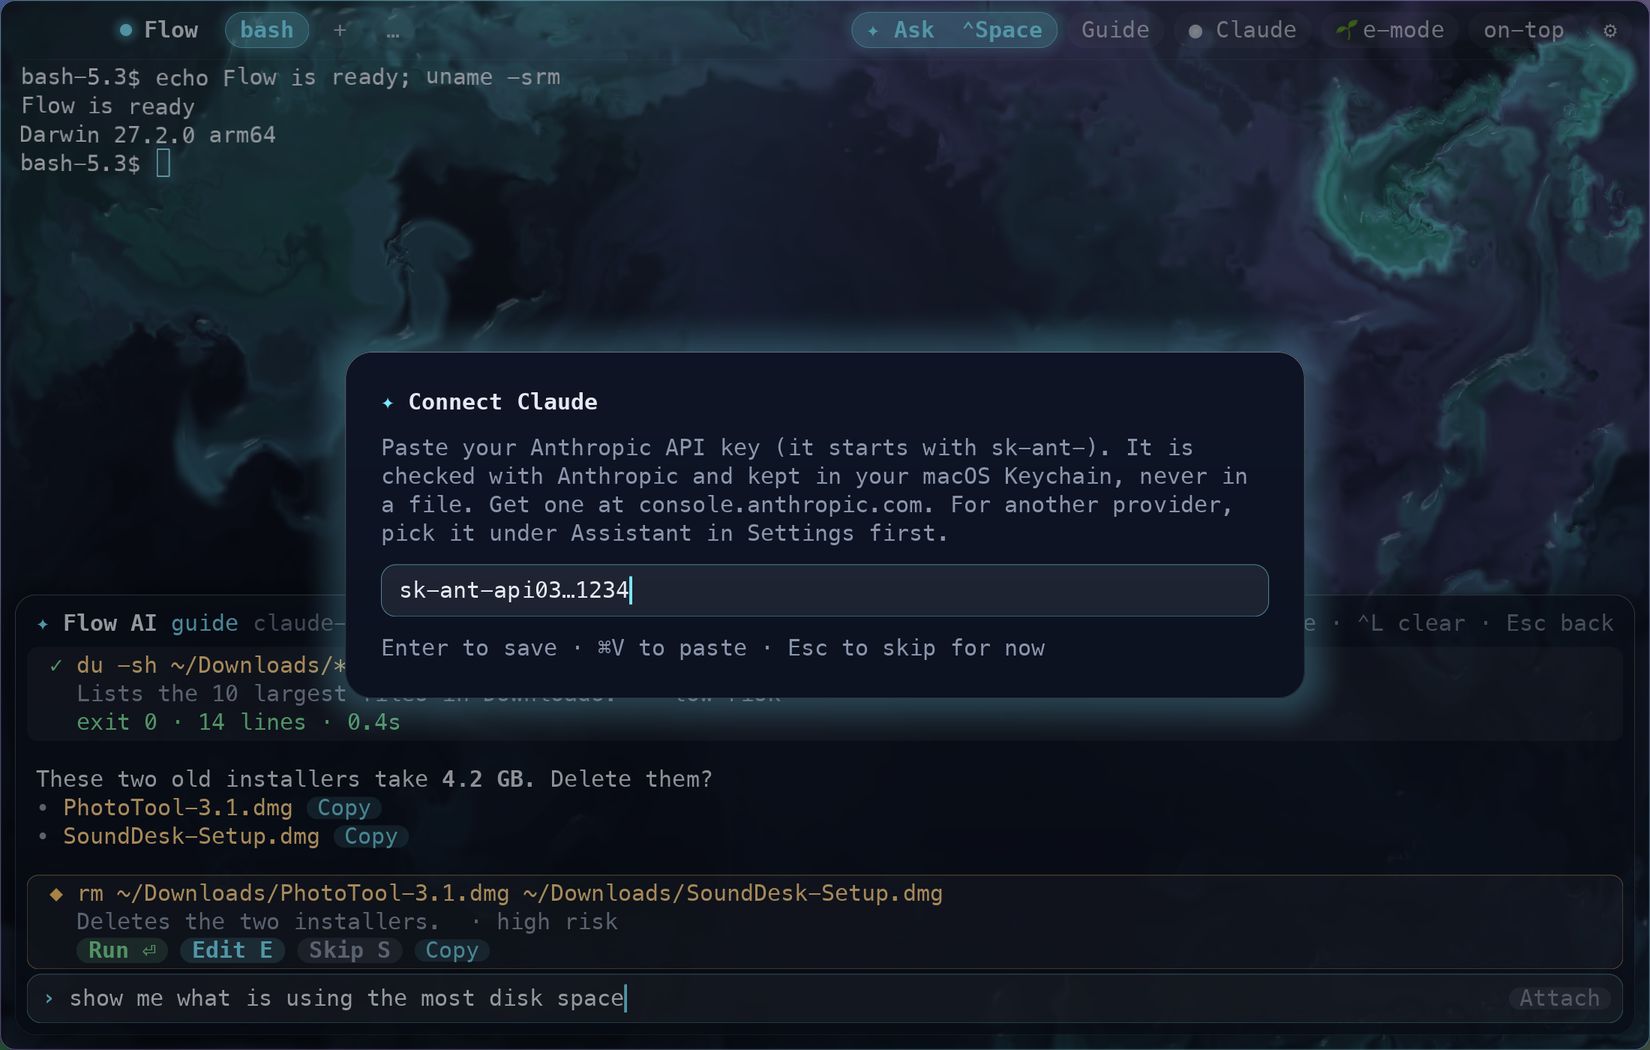 Flow bash + … ✦ Ask ^Space Guide ● Claude e-mode on-top
bash-5.3$ echo Flow is ready; uname -srm
Flow is ready
Darwin 27.2.0 arm64
bash-5.3$
✦ Connect Claude
Paste your Anthropic API key (it starts with sk-ant-). It is
checked with Anthropic and kept in your macOS Keychain, never in
a file. Get one at console.anthropic.com. For another provider,
pick it under Assistant in Settings first.
sk-ant-api03…1234
Enter to save · ⌘V to paste · Esc to skip for now
✦ Flow AI guide claude- · ^L clear · Esc back
✓ du -sh ~/Downloads/*
Lists the 10 largest files in Downloads. low risk
exit 0 · 14 lines · 0.4s
These two old installers take 4.2 GB. Delete them?
• PhotoTool-3.1.dmg Copy
• SoundDesk-Setup.dmg Copy
◆ rm ~/Downloads/PhotoTool-3.1.dmg ~/Downloads/SoundDesk-Setup.dmg
Deletes the two installers. · high risk
Run ⏎ Edit E Skip S Copy
› show me what is using the most disk space Attach